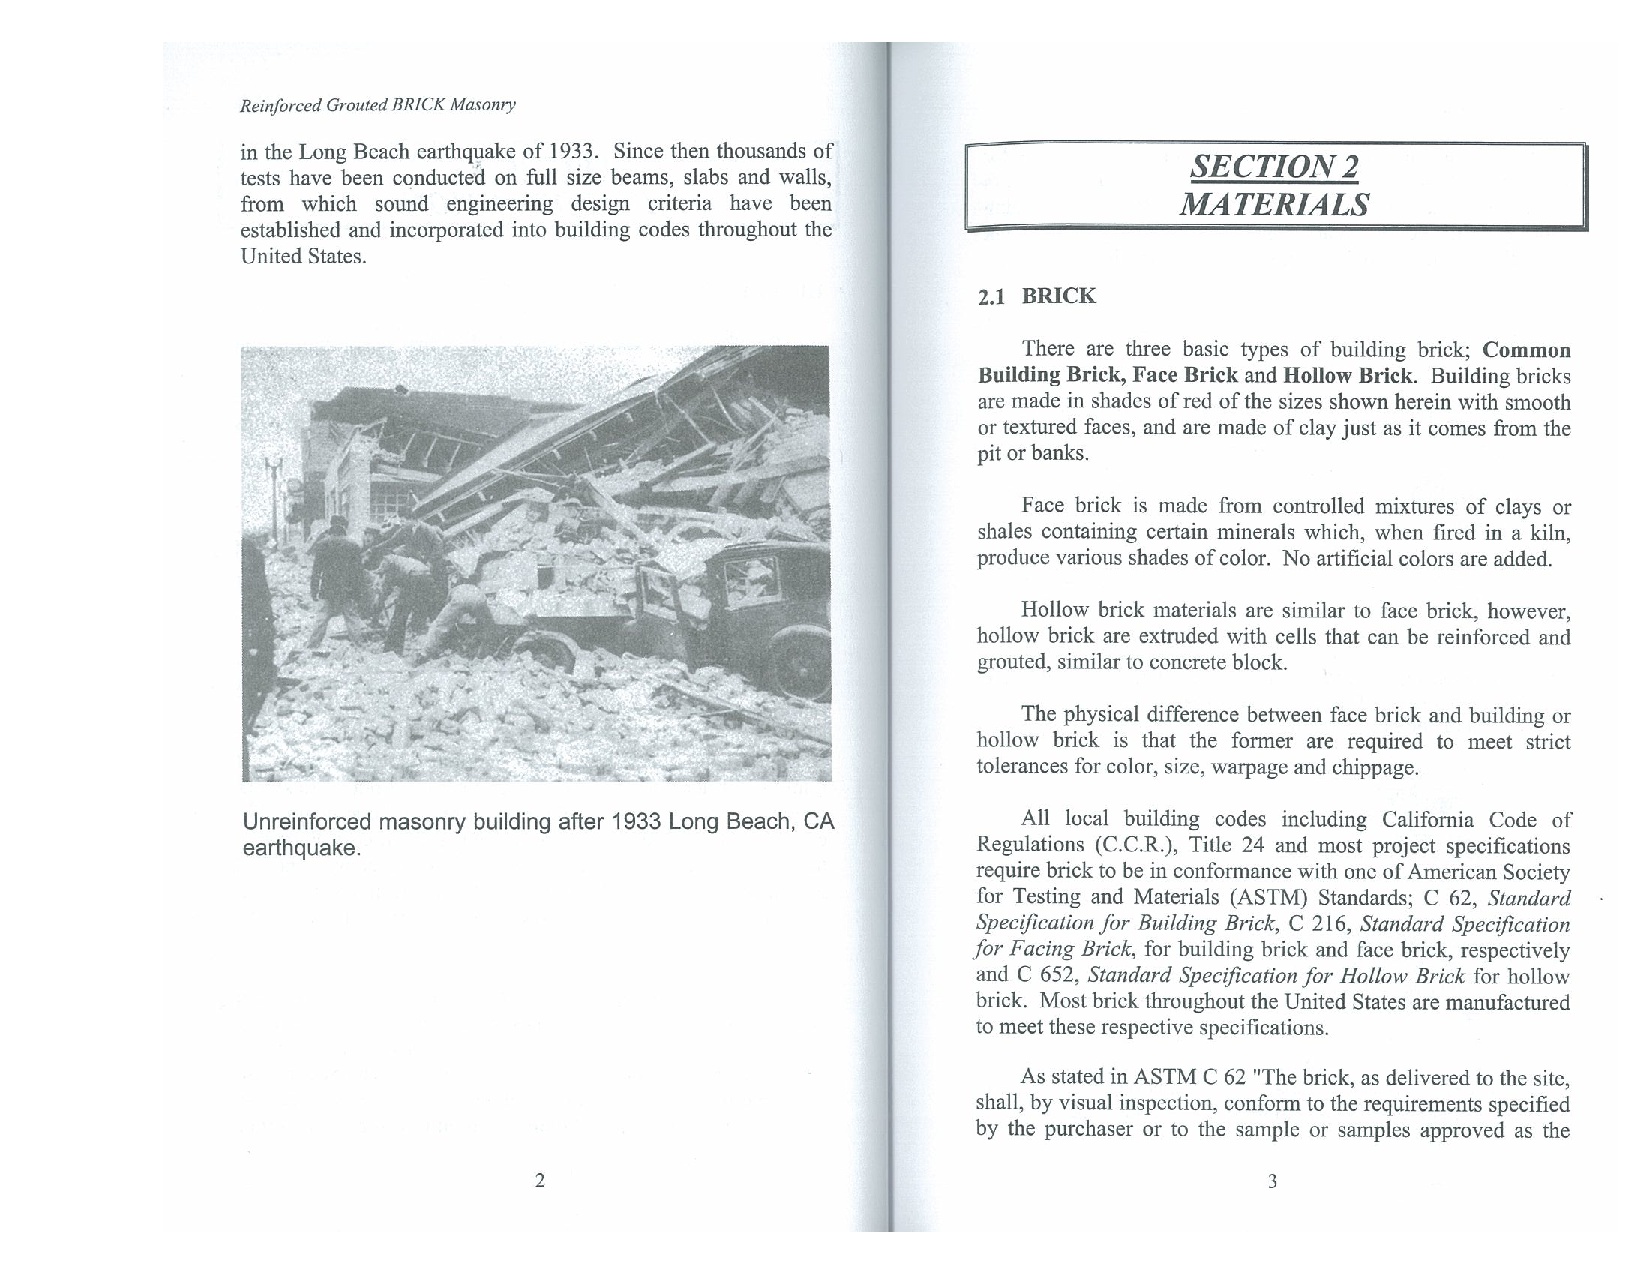 Reinforced Grouted BRICK Masonry
in the Long Beach earthquake of 1933. Since then thousands of
tests have been conducted on full size beams, slabs and walls,
from which sound engineering design criteria have been
established and incorporated into building codes throughout the
United States.
Unreinforced masonry building after 1933 Long Beach, CA
earthquake.
2
SECTION 2
MATERIALS
2.1 BRICK
There are three basic types of building brick; Common
Building Brick, Face Brick and Hollow Brick. Building bricks
are made in shades of red of the sizes shown herein with smooth
or textured faces, and are made of clay just as it comes from the
pit or banks.
Face brick is made from controlled mixtures of clays or
shales containing certain minerals which, when fired in a kiln,
produce various shades of color. No artificial colors are added.
Hollow brick materials are similar to face brick, however,
hollow brick are extruded with cells that can be reinforced and
grouted, similar to concrete block.
The physical difference between face brick and building or
hollow brick is that the former are required to meet strict
tolerances for color, size, warpage and chippage.
All local building codes including California Code of
Regulations (C.C.R.), Title 24 and most project specifications
require brick to be in conformance with one of American Society
for Testing and Materials (ASTM) Standards; C 62, Standard
Specification for Building Brick, C 216, Standard Specification
for Facing Brick, for building brick and face brick, respectively
and C 652, Standard Specification for Hollow Brick for hollow
brick. Most brick throughout the United States are manufactured
to meet these respective specifications.
As stated in ASTM C 62 "The brick, as delivered to the site,
shall, by visual inspection, conform to the requirements specified
by the purchaser or to the sample or samples approved as the
3